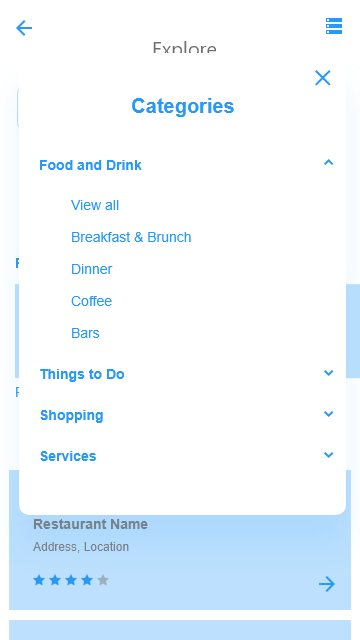 Explore
Categories
Food and Drink
View all
Breakfast & Brunch
Dinner
Coffee
Bars
Things to Do
Shopping
Services
Restaurant Name
Address, Location